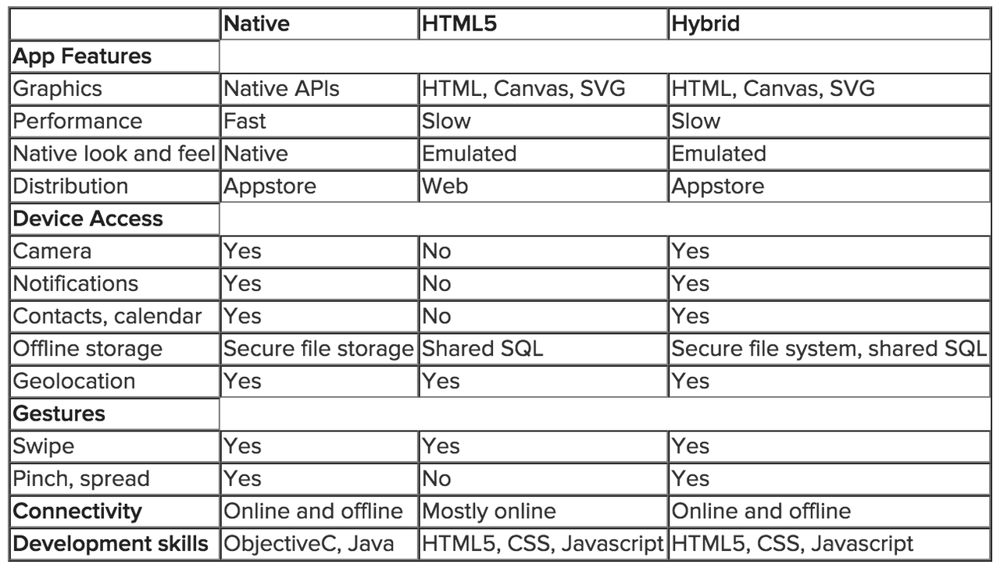 Native HTML5 Hybrid
App Features
Graphics Native APIs HTML, Canvas, SVG HTML, Canvas, SVG
Performance Fast Slow Slow
Native look and feel Native Emulated Emulated
Distribution Appstore Web Appstore
Device Access
Camera Yes No Yes
Notifications Yes No Yes
Contacts, calendar Yes No Yes
Offline storage Secure file storage Shared SQL Secure file system, shared SQL
Geolocation Yes Yes Yes
Gestures
Swipe Yes Yes Yes
Pinch, spread Yes No Yes
Connectivity Online and offline Mostly online Online and offline
Development skills ObjectiveC, Java HTML5, CSS, Javascript HTML5, CSS, Javascript